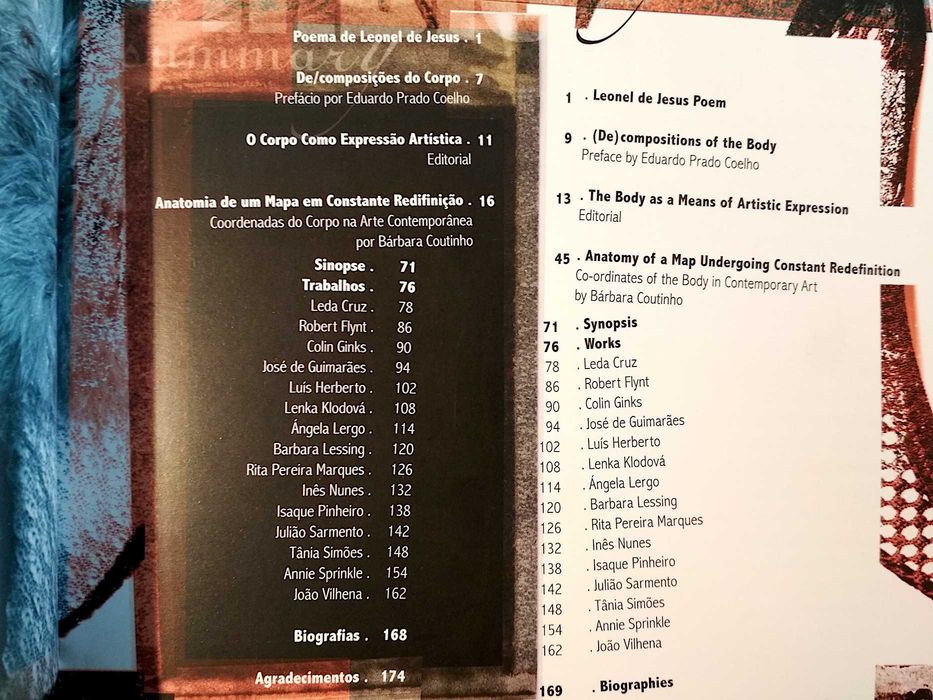 summary
Poema de Leonel de Jesus . 1
De/composições do Corpo . 7
Prefácio por Eduardo Prado Coelho
O Corpo Como Expressão Artística . 11
Editorial
Anatomia de um Mapa em Constante Redifinição . 16
Coordenadas do Corpo na Arte Contemporânea
por Bárbara Coutinho
Sinopse . 71
Trabalhos . 76
Leda Cruz . 78
Robert Flynt . 86
Colin Ginks . 90
José de Guimarães . 94
Luís Herberto . 102
Lenka Klodová . 108
Ângela Lergo . 114
Barbara Lessing . 120
Rita Pereira Marques . 126
Inês Nunes . 132
Isaque Pinheiro . 138
Julião Sarmento . 142
Tânia Simões . 148
Annie Sprinkle . 154
João Vilhena . 162
Biografias . 168
Agradecimentos . 174
1 . Leonel de Jesus Poem
9 . (De)compositions of the Body
Preface by Eduardo Prado Coelho
13 . The Body as a Means of Artistic Expression
Editorial
45 . Anatomy of a Map Undergoing Constant Redefinition
Co-ordinates of the Body in Contemporary Art
by Bárbara Coutinho
71 . Synopsis
76 . Works
78 . Leda Cruz
86 . Robert Flynt
90 . Colin Ginks
94 . José de Guimarães
102 . Luís Herberto
108 . Lenka Klodová
114 . Ângela Lergo
120 . Barbara Lessing
126 . Rita Pereira Marques
132 . Inês Nunes
138 . Isaque Pinheiro
142 . Julião Sarmento
148 . Tânia Simões
154 . Annie Sprinkle
162 . João Vilhena
169 . Biographies